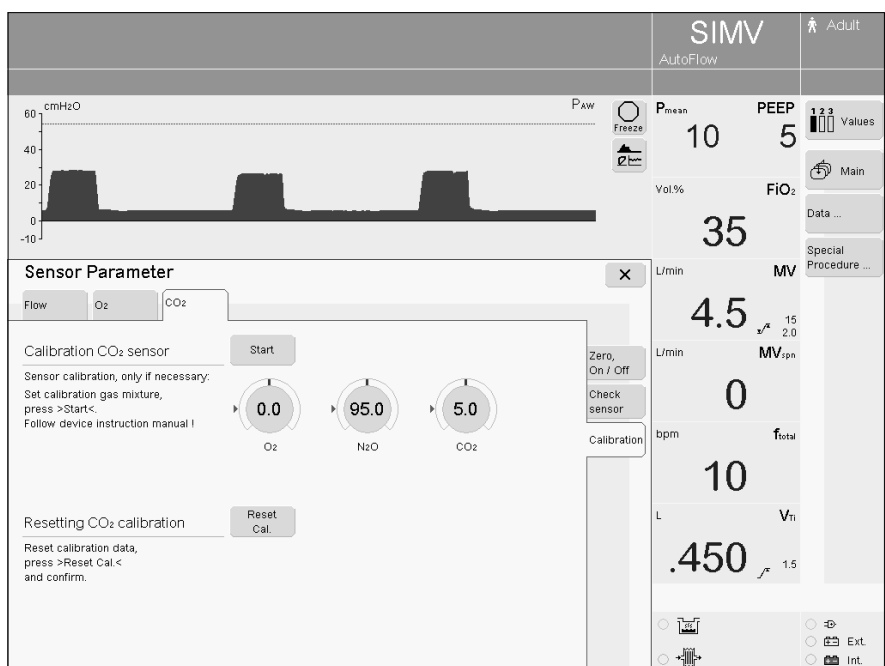 SIMV
AutoFlow
Adult
cmH2O
PAW
60
40
20
0
-10
Freeze
Pmean
PEEP
10
5
Vol.%
FiO2
35
L/min
MV
4.5
15
2.0
L/min
MVspn
0
bpm
ftotal
10
L
VTi
.450
1.5
1 2 3
Values
Main
Data ...
Special
Procedure ...
Sensor Parameter
Flow
O2
CO2
Calibration CO2 sensor
Start
Sensor calibration, only if necessary:
Set calibration gas mixture,
press >Start<.
Follow device instruction manual !
0.0
95.0
5.0
O2
N2O
CO2
Zero,
On / Off
Check
sensor
Calibration
Resetting CO2 calibration
Reset
Cal.
Reset calibration data,
press >Reset Cal.<
and confirm.
Ext.
Int.